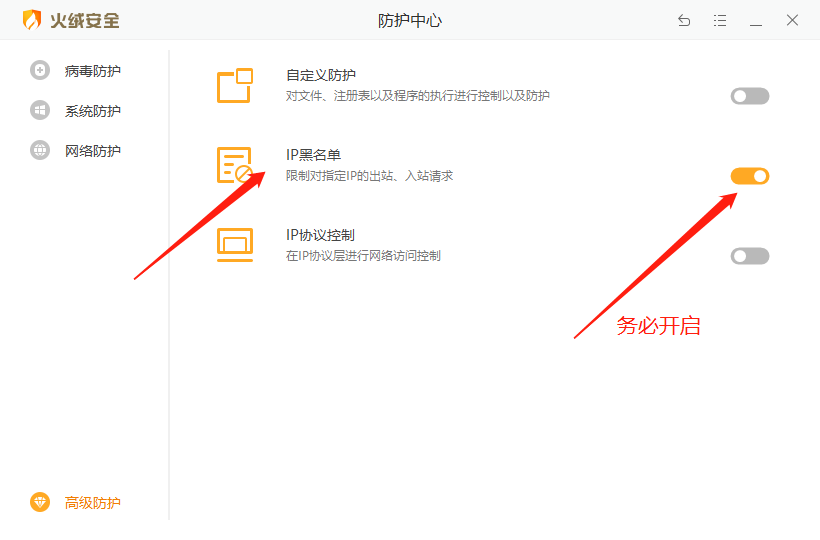 火绒安全
防护中心
病毒防护
系统防护
网络防护
高级防护
自定义防护
对文件、注册表以及程序的执行进行控制以及防护
IP黑名单
限制对指定IP的出站、入站请求
IP协议控制
在IP协议层进行网络访问控制
务必开启